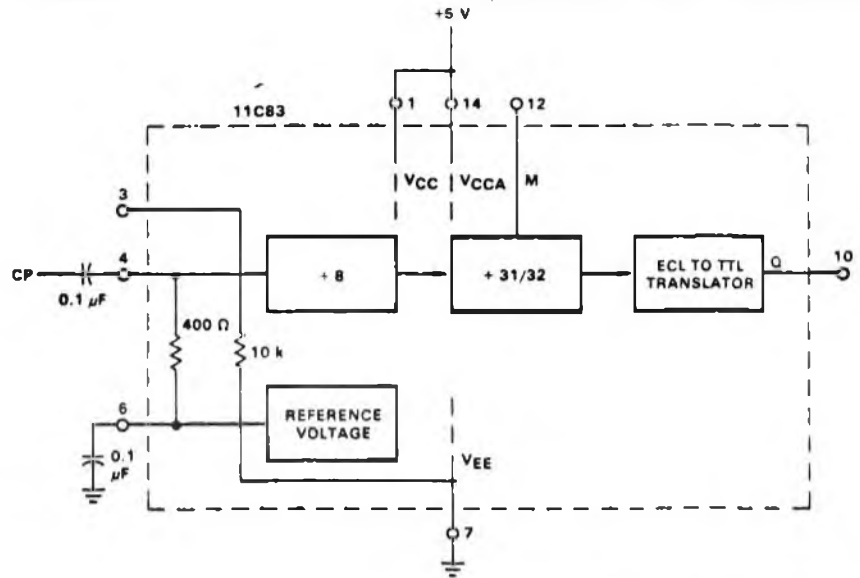 +5 V
11C83
1
14
12
VCC
VCCA
M
3
4
CP
0.1 µF
÷ 8
÷ 31/32
ECL TO TTL
TRANSLATOR
Q
10
400 Ω
10 k
6
REFERENCE
VOLTAGE
0.1
µF
VEE
7